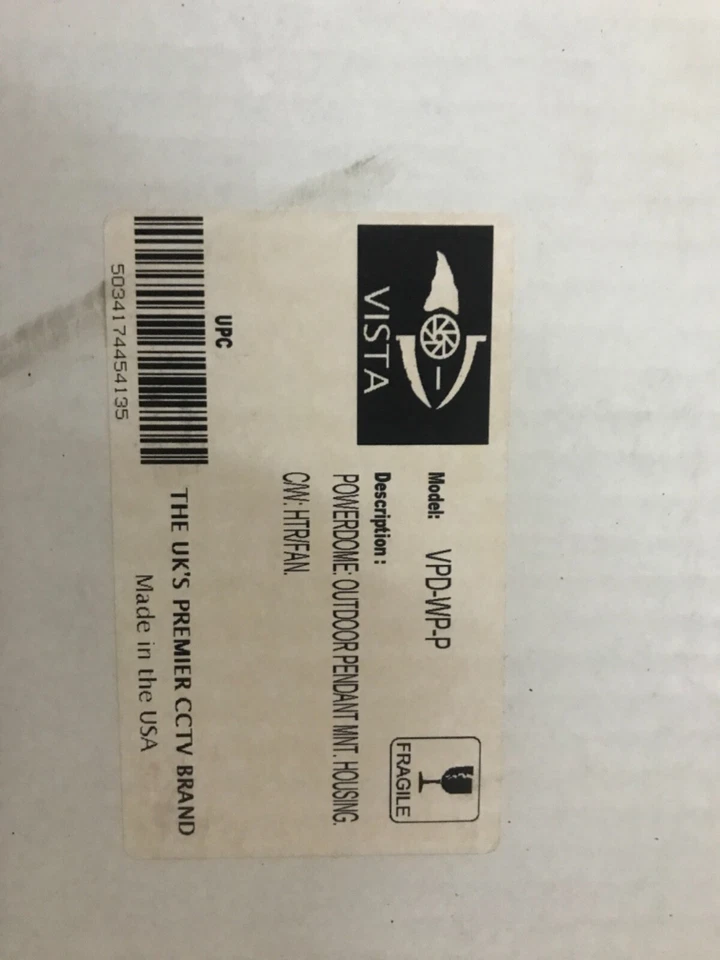 VISTA
Model: VPD-WP-P
FRAGILE
Description:
POWERDOME: OUTDOOR PENDANT MNT. HOUSING.
C/W: HTR/FAN.
UPC
5034174454135
THE UK'S PREMIER CCTV BRAND
Made in the USA